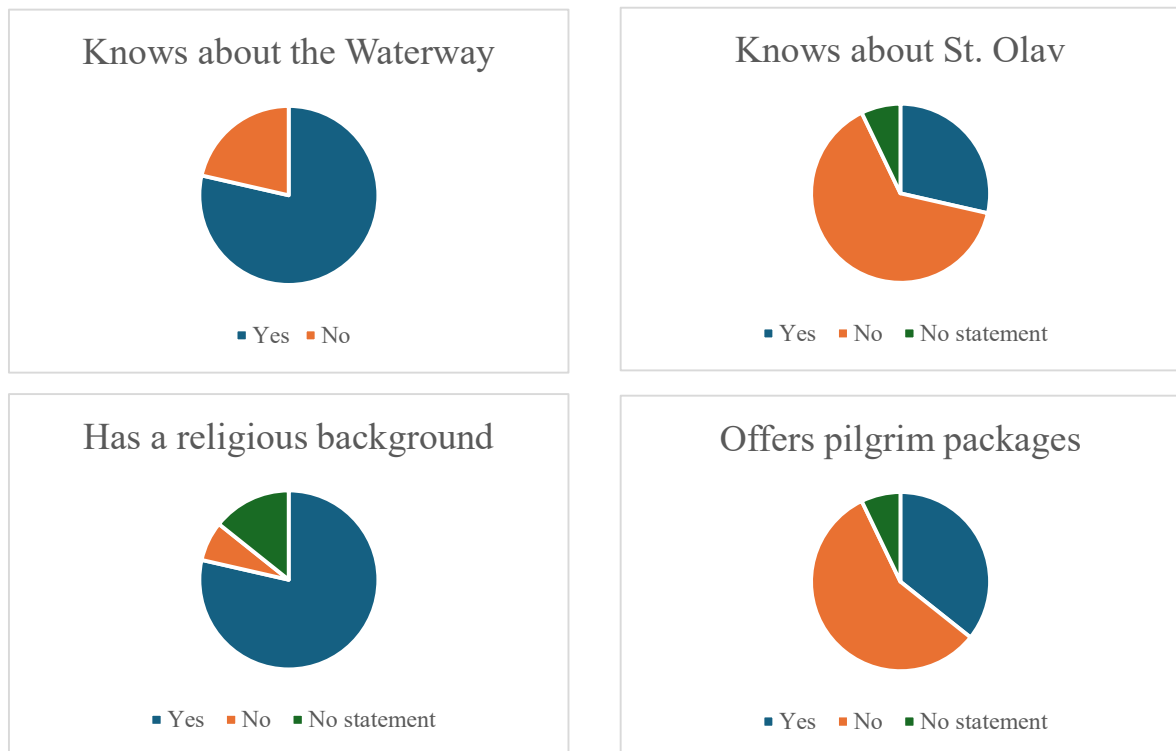 Knows about the Waterway
Yes No
Knows about St. Olav
Yes No No statement
Has a religious background
Yes No No statement
Offers pilgrim packages
Yes No No statement